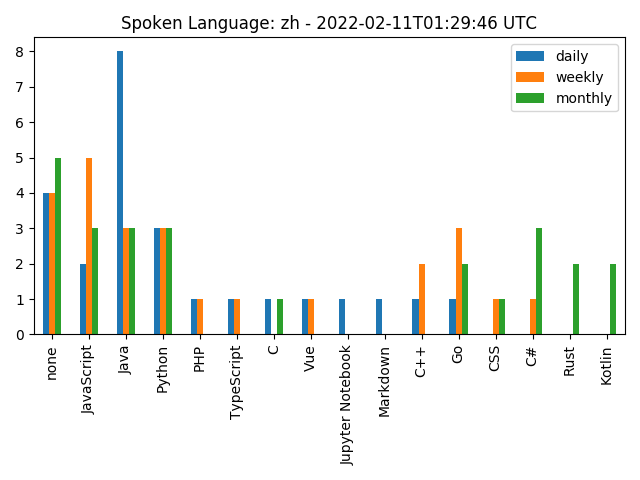 Spoken Language: zh - 2022-02-11T01:29:46 UTC
daily
weekly
monthly
8
7
6
5
4
3
2
1
0
none
JavaScript
Java
Python
PHP
TypeScript
C
Vue
Jupyter Notebook
Markdown
C++
Go
CSS
C#
Rust
Kotlin